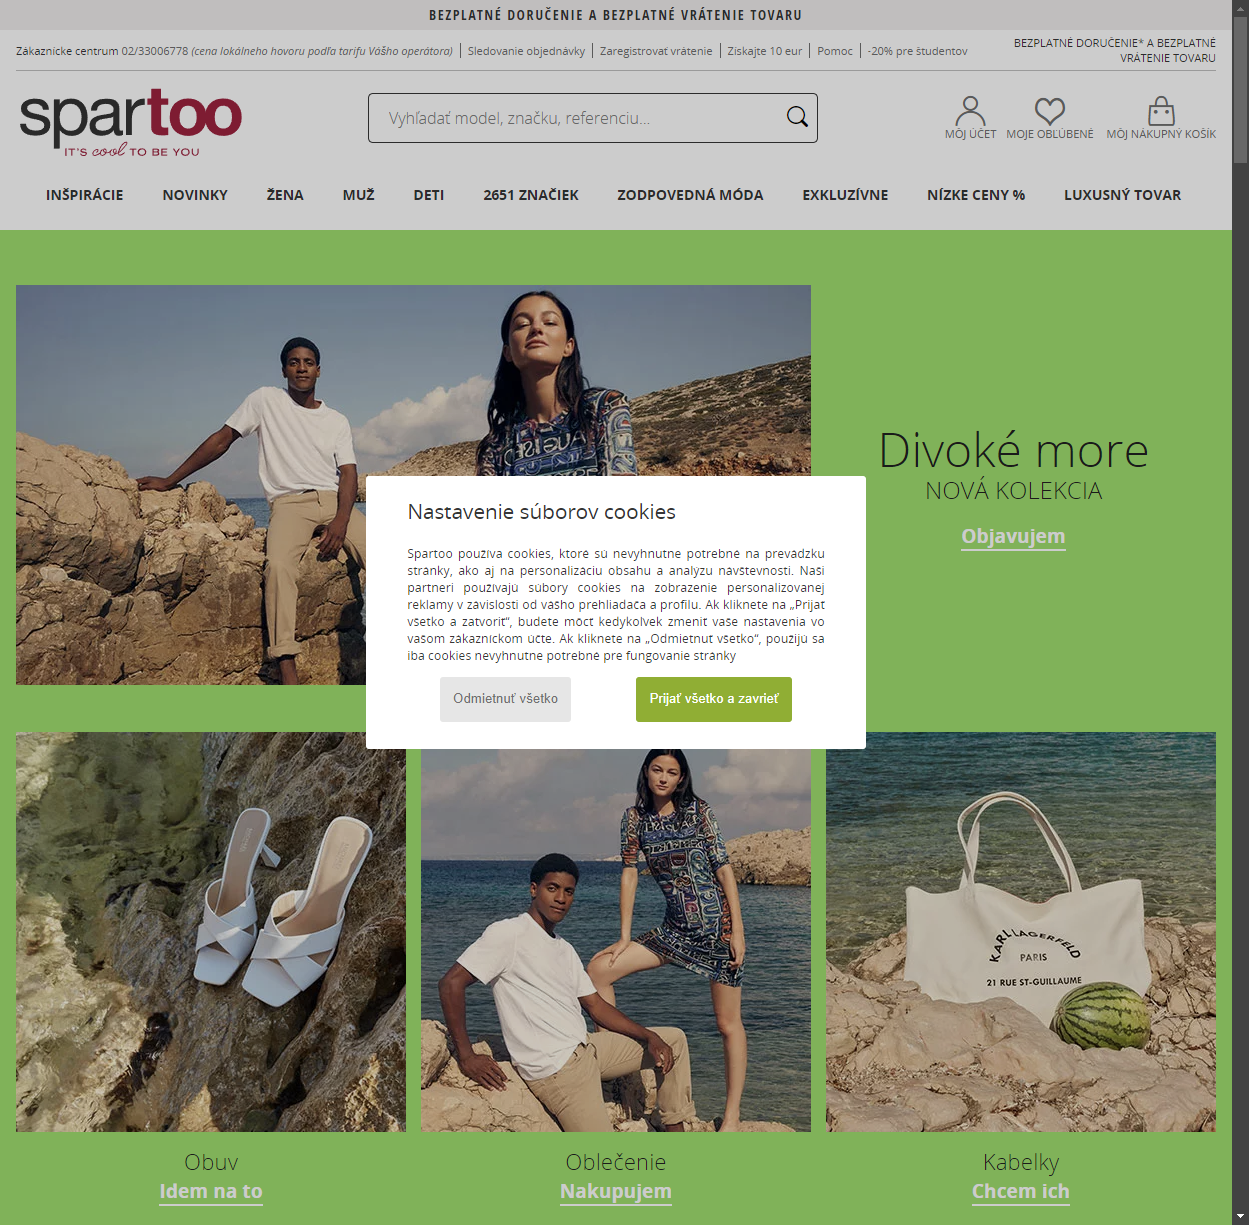 BEZPLATNÉ DORUČENIE A BEZPLATNÉ VRÁTENIE TOVARU
Zákaznícke centrum 02/33006778 (cena lokálneho hovoru podľa tarifu Vášho operátora)
Sledovanie objednávky
Zaregistrovať vrátenie
Získajte 10 eur
Pomoc
-20% pre študentov
BEZPLATNÉ DORUČENIE* A BEZPLATNÉ
VRÁTENIE TOVARU
spartoo
IT'S cool TO BE YOU
Vyhľadať model, značku, referenciu...
MÔJ ÚČET
MOJE OBĽÚBENÉ
MÔJ NÁKUPNÝ KOŠÍK
INŠPIRÁCIE
NOVINKY
ŽENA
MUŽ
DETI
2651 ZNAČIEK
ZODPOVEDNÁ MÓDA
EXKLUZÍVNE
NÍZKE CENY %
LUXUSNÝ TOVAR
Divoké more
NOVÁ KOLEKCIA
Objavujem
Nastavenie súborov cookies
Spartoo používa cookies, ktoré sú nevyhnutne potrebné na prevádzku
stránky, ako aj na personalizáciu obsahu a analýzu návštevnosti. Naši
partneri používajú súbory cookies na zobrazenie personalizovanej
reklamy v závislosti od vášho prehliadača a profilu. Ak kliknete na „Prijať
všetko a zatvoriť“, budete môcť kedykoľvek zmeniť vaše nastavenia vo
vašom zákazníckom účte. Ak kliknete na „Odmietnuť všetko“, použijú sa
iba cookies nevyhnutne potrebné pre fungovanie stránky
Odmietnuť všetko
Prijať všetko a zavrieť
KARL LAGERFELD
PARIS
21 RUE ST-GUILLAUME
Obuv
Idem na to
Oblečenie
Nakupujem
Kabelky
Chcem ich